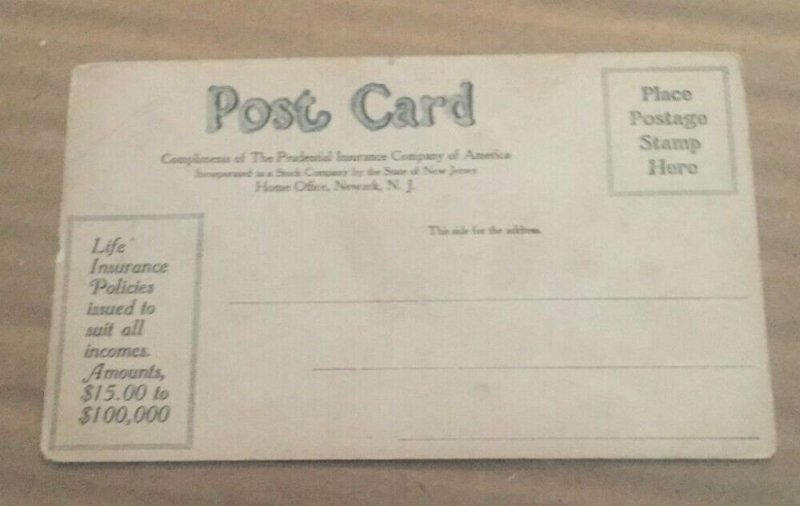 Post Card
Compliments of The Prudential Insurance Company of America
Incorporated as a Stock Company by the State of New Jersey
Home Office, Newark, N. J.
Place
Postage
Stamp
Here
This side for the address.
Life
Insurance
Policies
issued to
suit all
incomes.
Amounts,
$15.00 to
$100,000